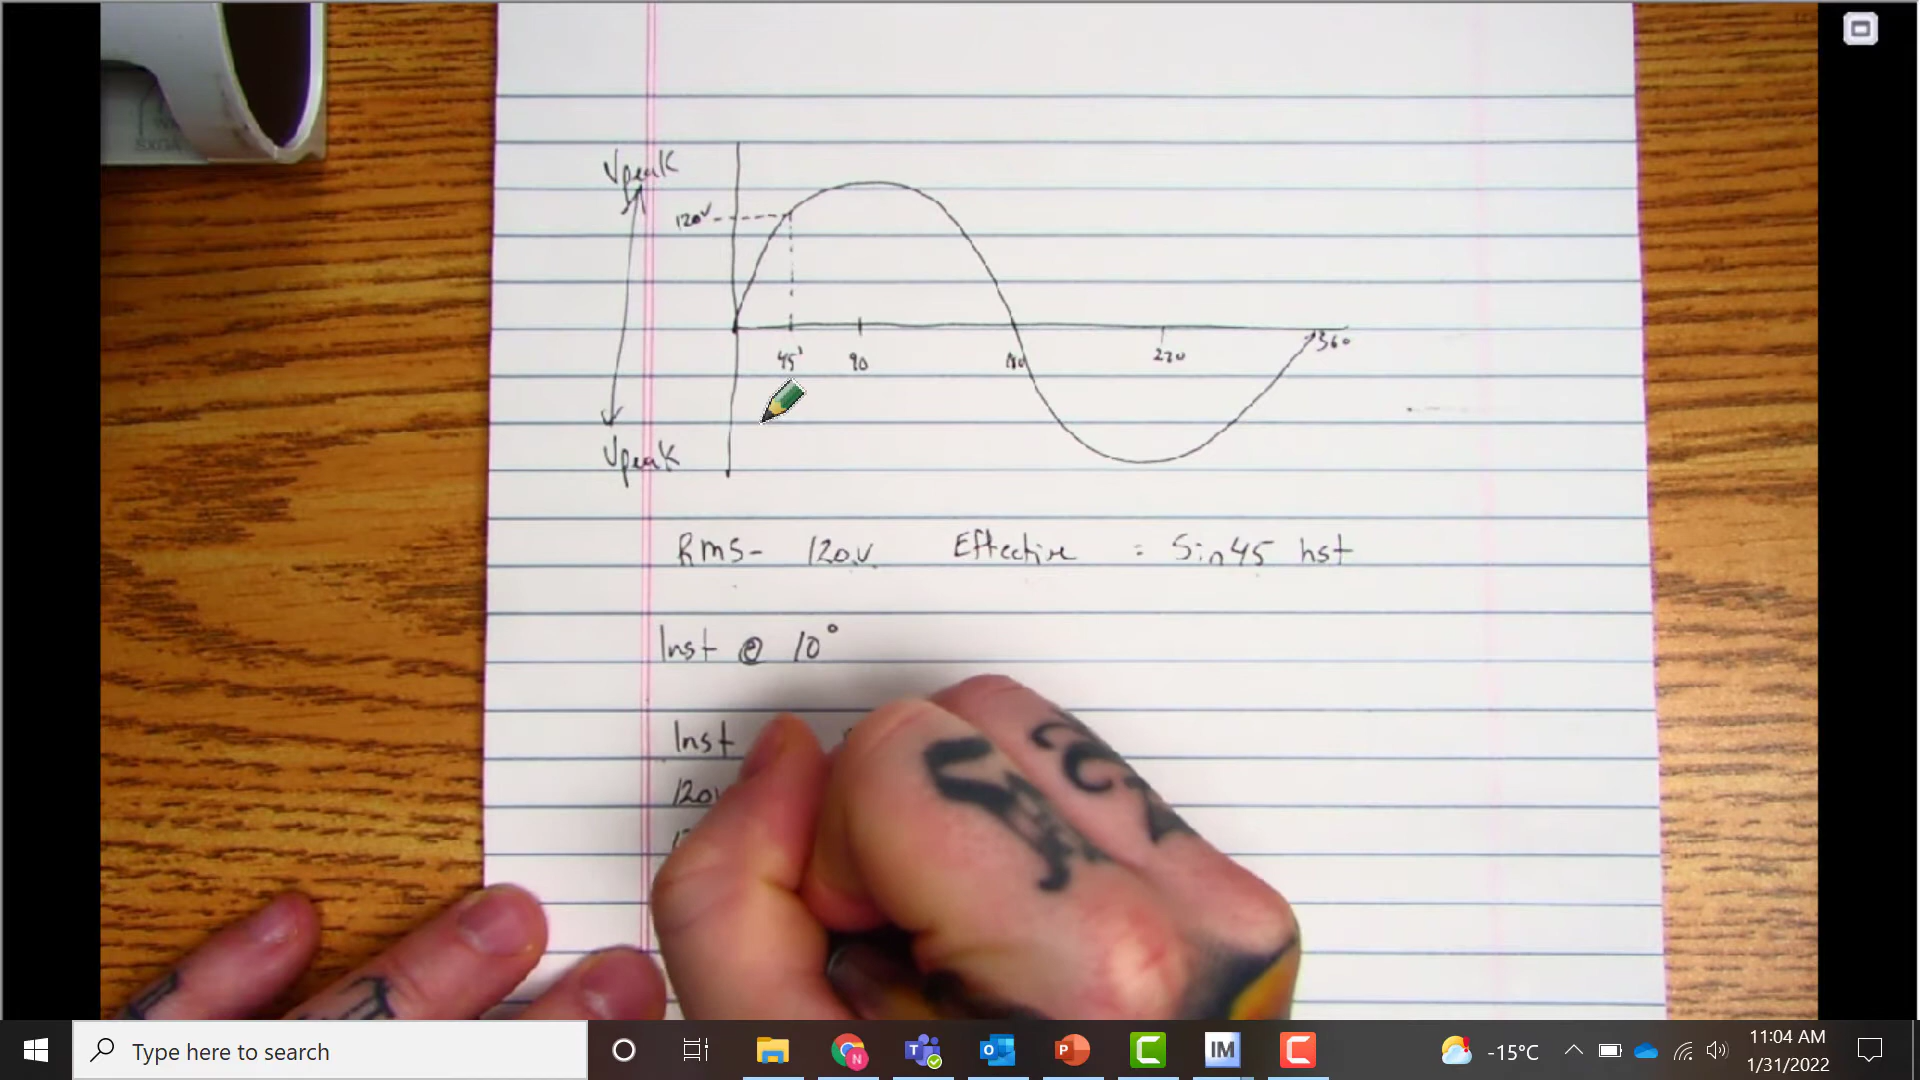 Vpeak
120V
45° 90 180 270 360
Vpeak
RMS- 120V Effective = Sin45 Inst
Inst @ 10°
Inst
120V
Type here to search
-15°C
11:04 AM
1/31/2022